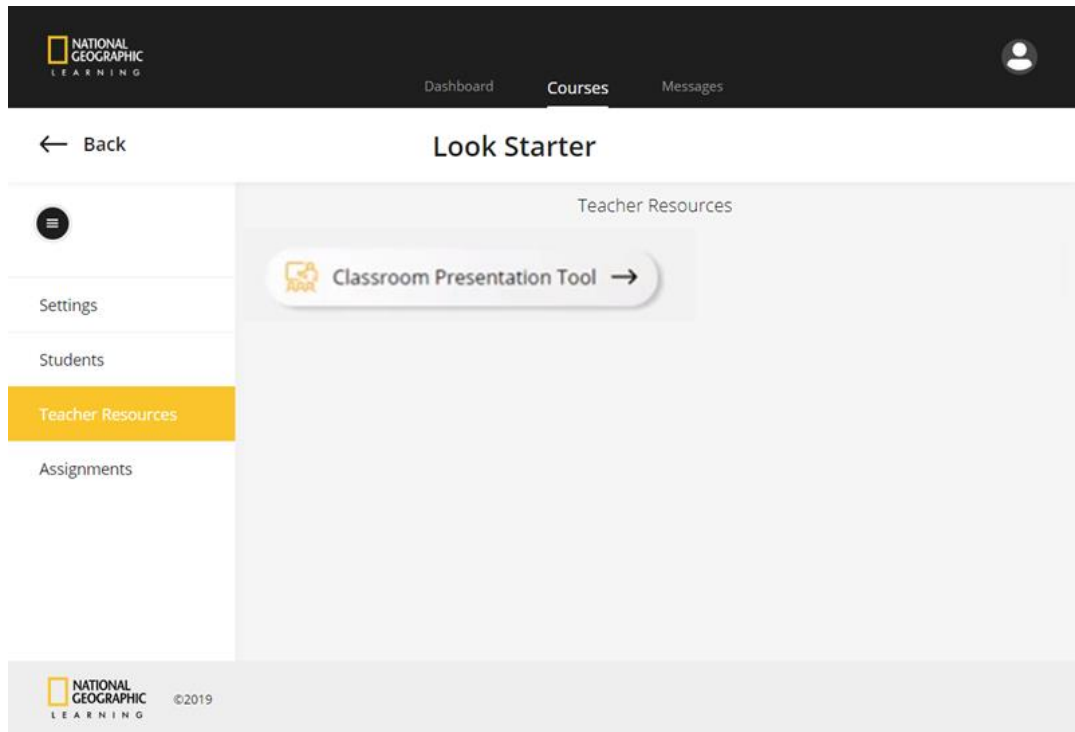 NATIONAL
GEOGRAPHIC
LEARNING
Dashboard Courses Messages
← Back
Look Starter
Teacher Resources
Classroom Presentation Tool →
Settings
Students
Teacher Resources
Assignments
NATIONAL
GEOGRAPHIC
LEARNING
©2019